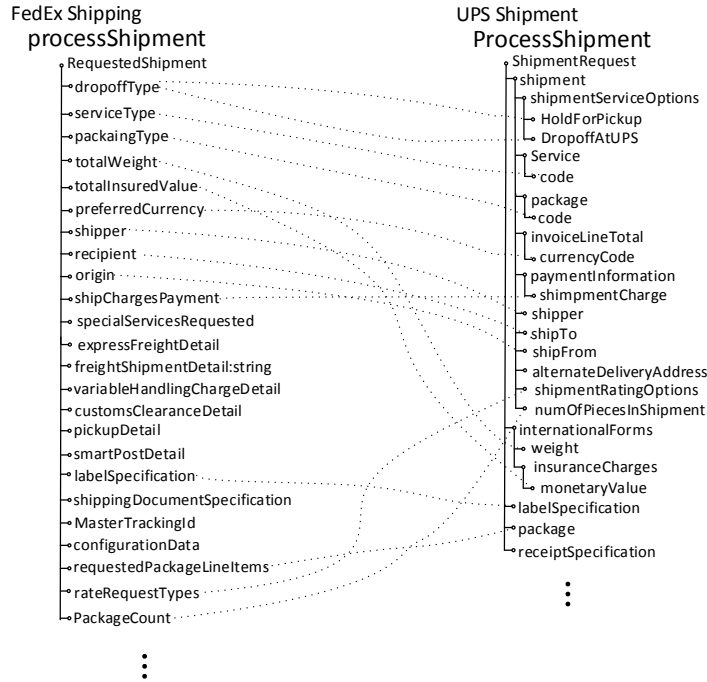 FedEx Shipping
processShipment
RequestedShipment
dropoffType
serviceType
packaingType
totalWeight
totalInsuredValue
preferredCurrency
shipper
recipient
origin
shipChargesPayment
specialServicesRequested
expressFreightDetail
freightShipmentDetail:string
variableHandlingChargeDetail
customsClearanceDetail
pickupDetail
smartPostDetail
labelSpecification
shippingDocumentSpecification
MasterTrackingId
configurationData
requestedPackageLineItems
rateRequestTypes
PackageCount
UPS Shipment
ProcessShipment
ShipmentRequest
shipment
shipmentServiceOptions
HoldForPickup
DropoffAtUPS
Service
code
package
code
invoiceLineTotal
currencyCode
paymentInformation
shimpmentCharge
shipper
shipTo
shipFrom
alternateDeliveryAddress
shipmentRatingOptions
numOfPiecesInShipment
internationalForms
weight
insuranceCharges
monetaryValue
labelSpecification
package
receiptSpecification